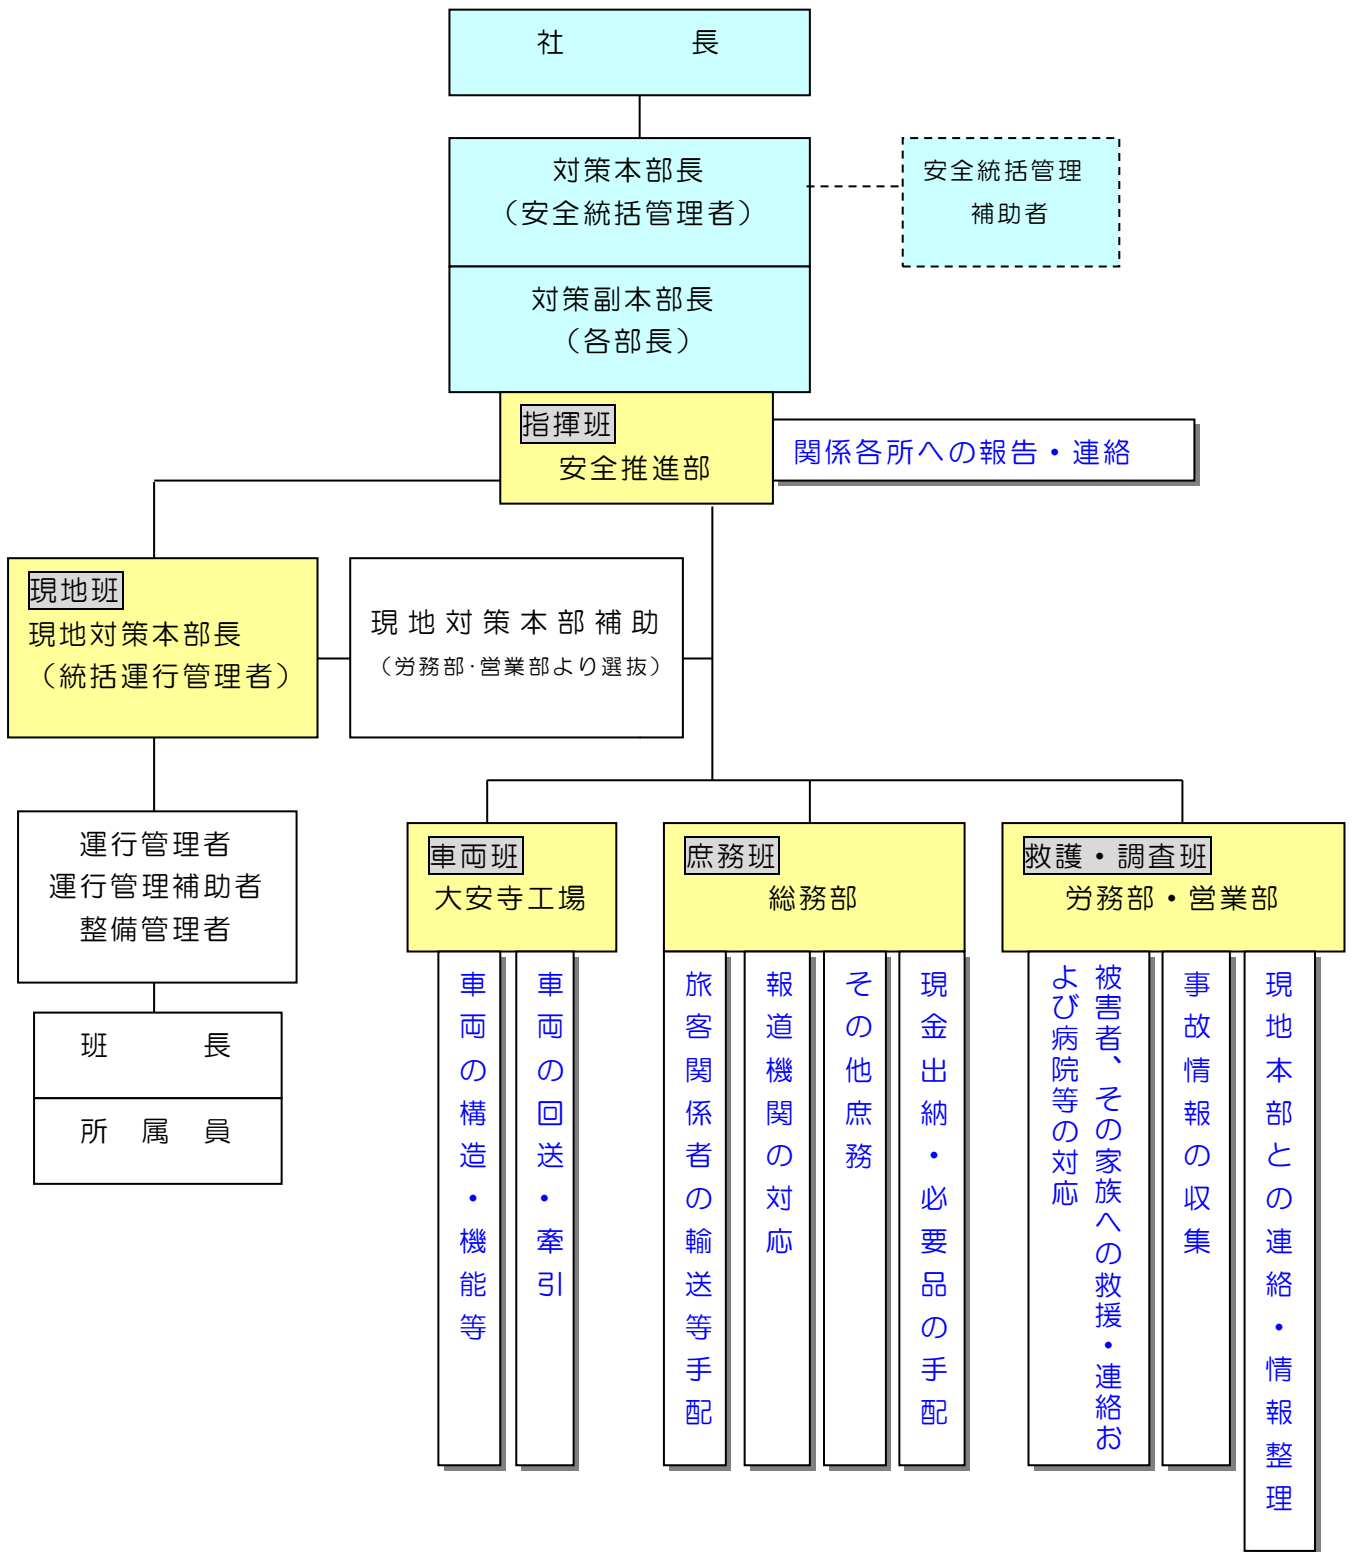 社　　　長
対策本部長
（安全統括管理者）
安全統括管理
補助者
対策副本部長
（各部長）
指揮班
安全推進部
関係各所への報告・連絡
現地班
現地対策本部長
（統括運行管理者）
現地対策本部補助
（労務部･営業部より選抜）
運行管理者
運行管理補助者
整備管理者
班　　　長
所　属　員
車両班
大安寺工場
車両の構造・機能等
車両の回送・牽引
庶務班
総務部
旅客関係者の輸送等手配
報道機関の対応
その他庶務
現金出納・必要品の手配
救護・調査班
労務部・営業部
被害者、その家族への救援・連絡お
よび病院等の対応
事故情報の収集
現地本部との連絡・情報整理